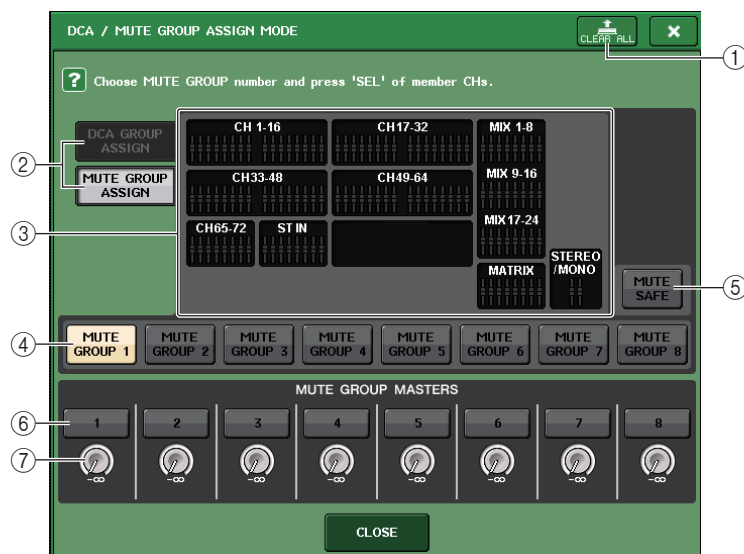 DCA / MUTE GROUP ASSIGN MODE
CLEAR ALL
1
? Choose MUTE GROUP number and press 'SEL' of member CHs.
2
DCA GROUP
ASSIGN
MUTE GROUP
ASSIGN
3
CH 1-16
CH17-32
MIX 1-8
CH33-48
CH49-64
MIX 9-16
CH65-72
ST IN
MIX17-24
MATRIX
STEREO
/MONO
MUTE
SAFE
5
4
MUTE
GROUP 1
MUTE
GROUP 2
MUTE
GROUP 3
MUTE
GROUP 4
MUTE
GROUP 5
MUTE
GROUP 6
MUTE
GROUP 7
MUTE
GROUP 8
MUTE GROUP MASTERS
6
1
2
3
4
5
6
7
8
7
-∞
-∞
-∞
-∞
-∞
-∞
-∞
-∞
CLOSE